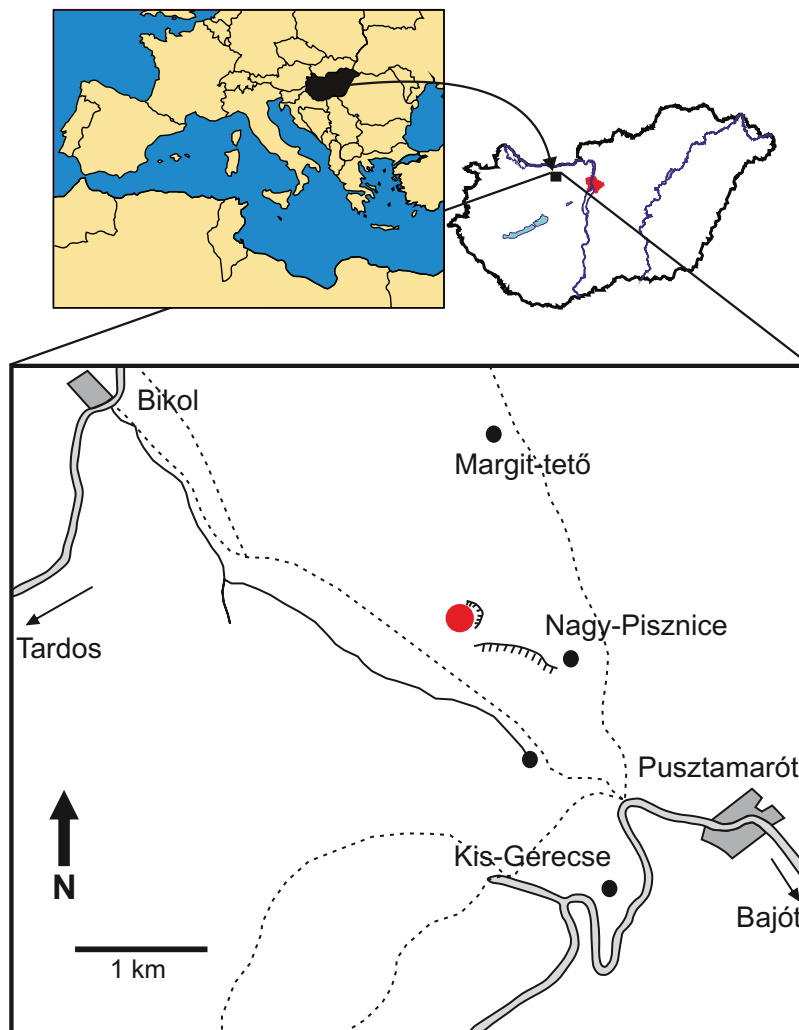 Bikol
Margit-tető
Nagy-Pisznice
Tardos
Pusztamarót
Kis-Gerecse
N
Bajót
1 km